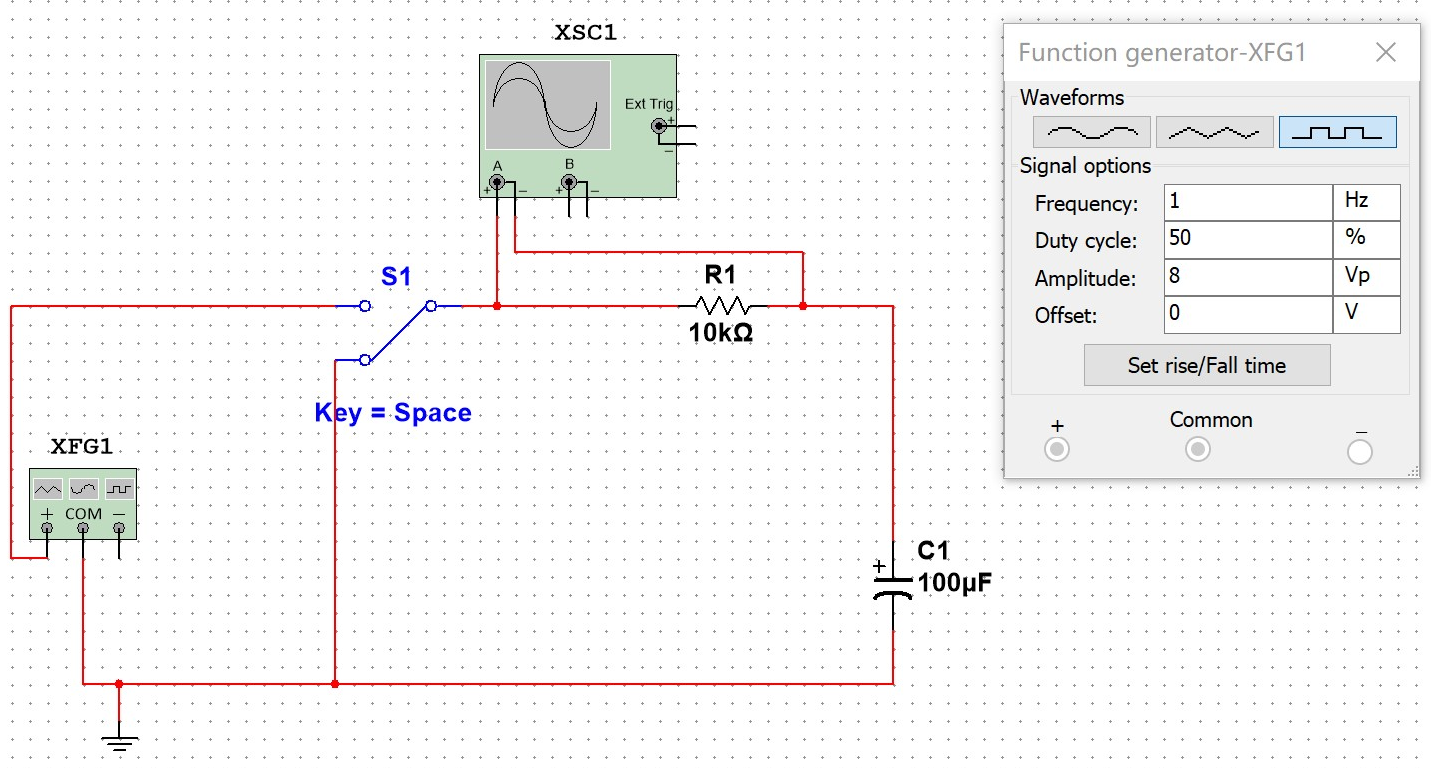 XSC1
Ext Trig
+
−
A
B
+ −
+ −
S1
R1
10kΩ
Key = Space
XFG1
+ COM −
+
C1
100µF
Function generator-XFG1
Waveforms
Signal options
Frequency: 1 Hz
Duty cycle: 50 %
Amplitude: 8 Vp
Offset: 0 V
Set rise/Fall time
+ Common −